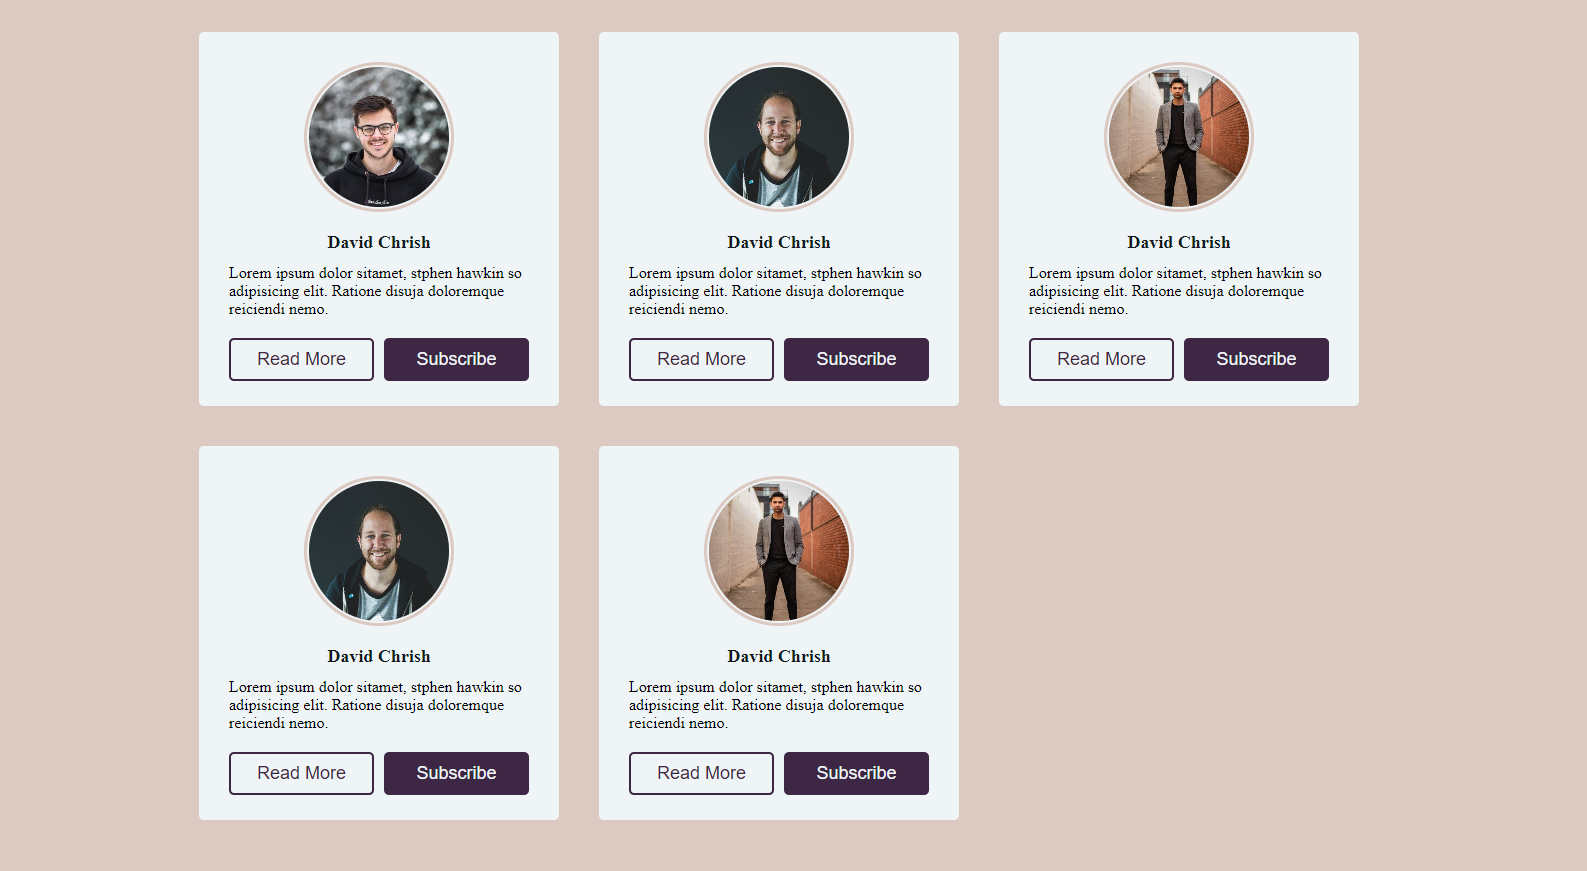 David Chrish
Lorem ipsum dolor sitamet, stphen hawkin so
adipisicing elit. Ratione disuja doloremque
reiciendi nemo.
Read More
Subscribe
David Chrish
Lorem ipsum dolor sitamet, stphen hawkin so
adipisicing elit. Ratione disuja doloremque
reiciendi nemo.
Read More
Subscribe
David Chrish
Lorem ipsum dolor sitamet, stphen hawkin so
adipisicing elit. Ratione disuja doloremque
reiciendi nemo.
Read More
Subscribe
David Chrish
Lorem ipsum dolor sitamet, stphen hawkin so
adipisicing elit. Ratione disuja doloremque
reiciendi nemo.
Read More
Subscribe
David Chrish
Lorem ipsum dolor sitamet, stphen hawkin so
adipisicing elit. Ratione disuja doloremque
reiciendi nemo.
Read More
Subscribe